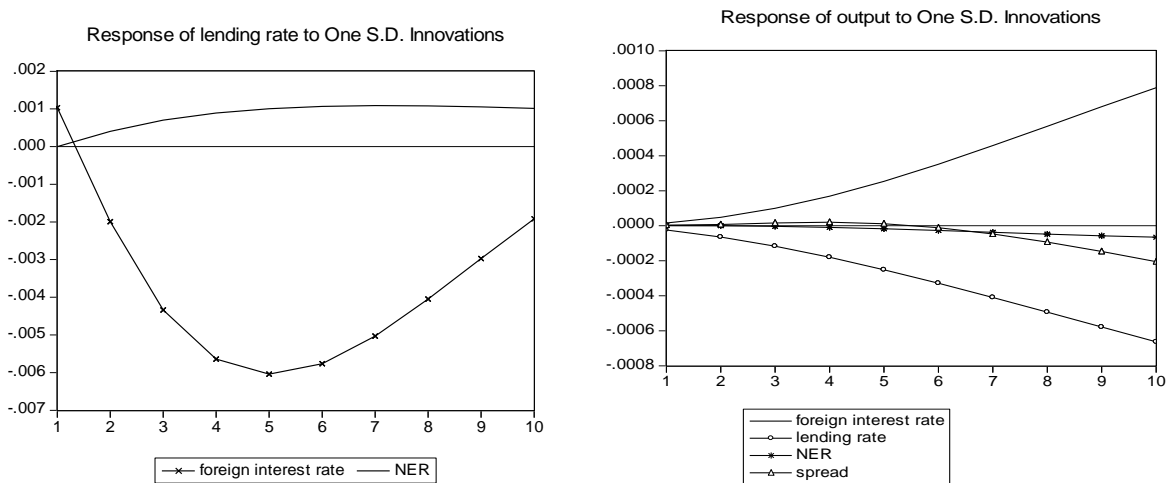 Response of lending rate to One S.D. Innovations
.002
.001
.000
-.001
-.002
-.003
-.004
-.005
-.006
-.007
1 2 3 4 5 6 7 8 9 10
foreign interest rate NER
Response of output to One S.D. Innovations
.0010
.0008
.0006
.0004
.0002
.0000
-.0002
-.0004
-.0006
-.0008
1 2 3 4 5 6 7 8 9 10
foreign interest rate
lending rate
NER
spread